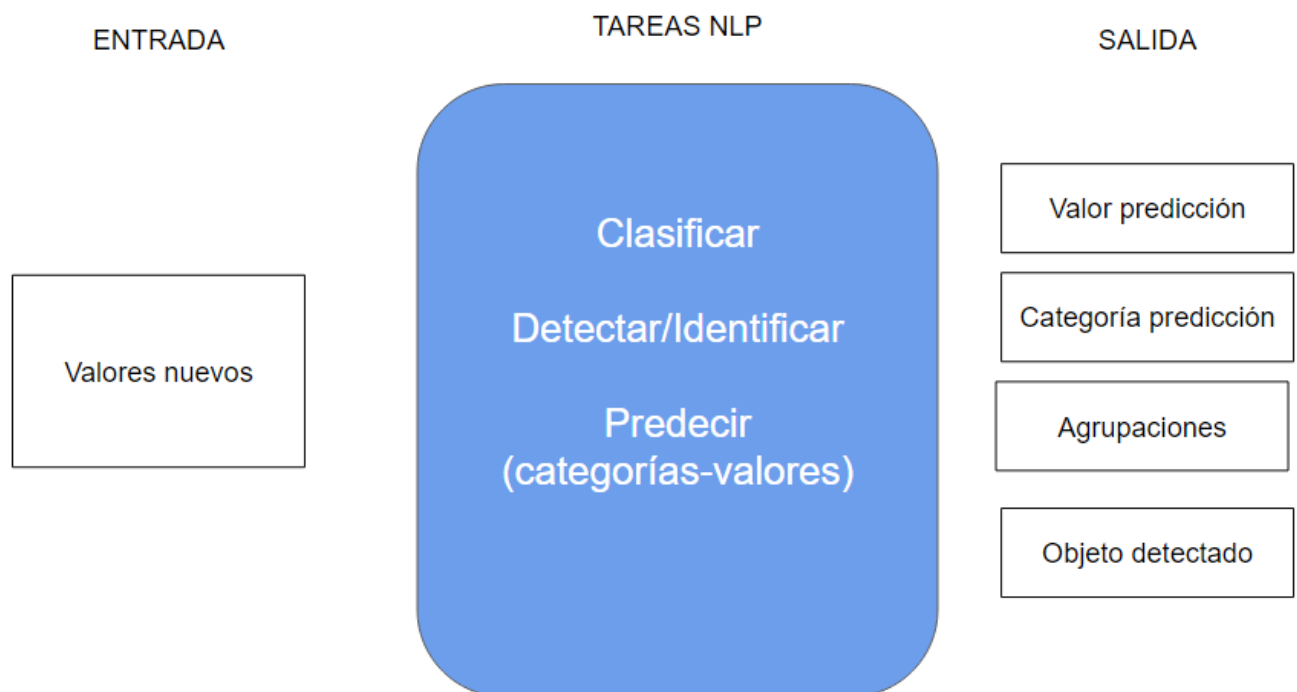 ENTRADA
TAREAS NLP
SALIDA
Valores nuevos
Clasificar
Detectar/Identificar
Predecir
(categorías-valores)
Valor predicción
Categoría predicción
Agrupaciones
Objeto detectado